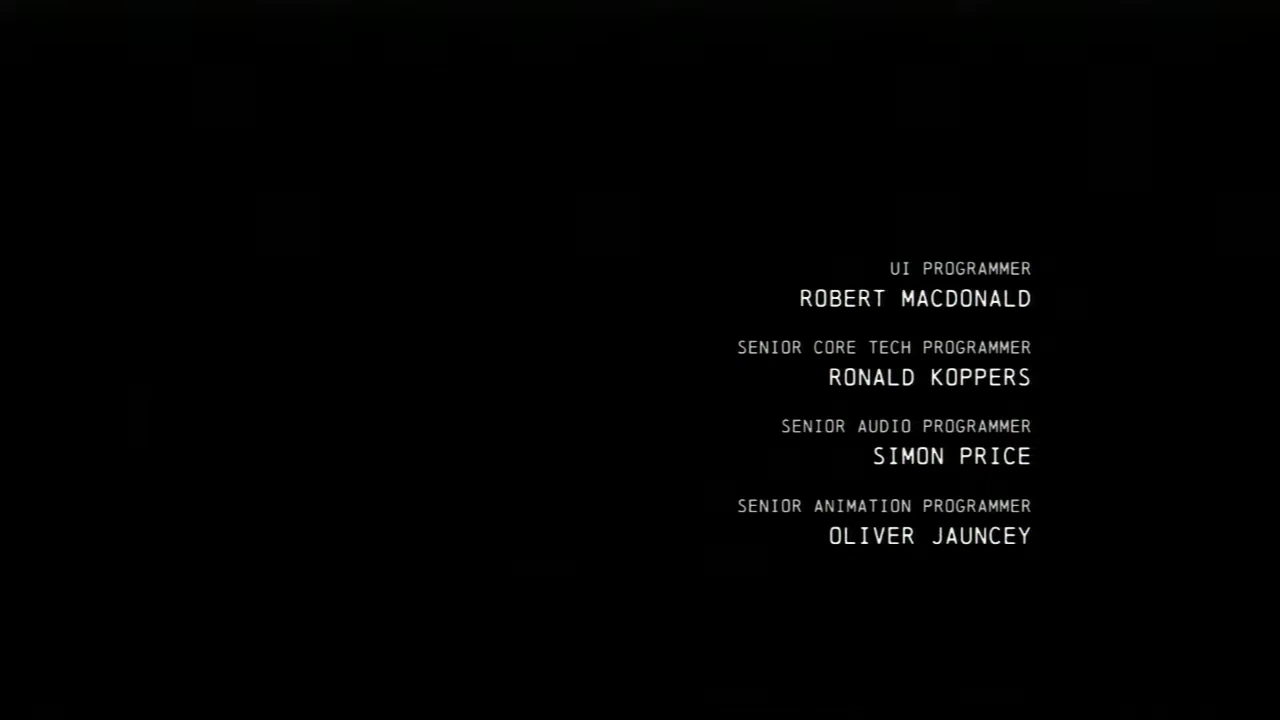 UI PROGRAMMER
ROBERT MACDONALD
SENIOR CORE TECH PROGRAMMER
RONALD KOPPERS
SENIOR AUDIO PROGRAMMER
SIMON PRICE
SENIOR ANIMATION PROGRAMMER
OLIVER JAUNCEY